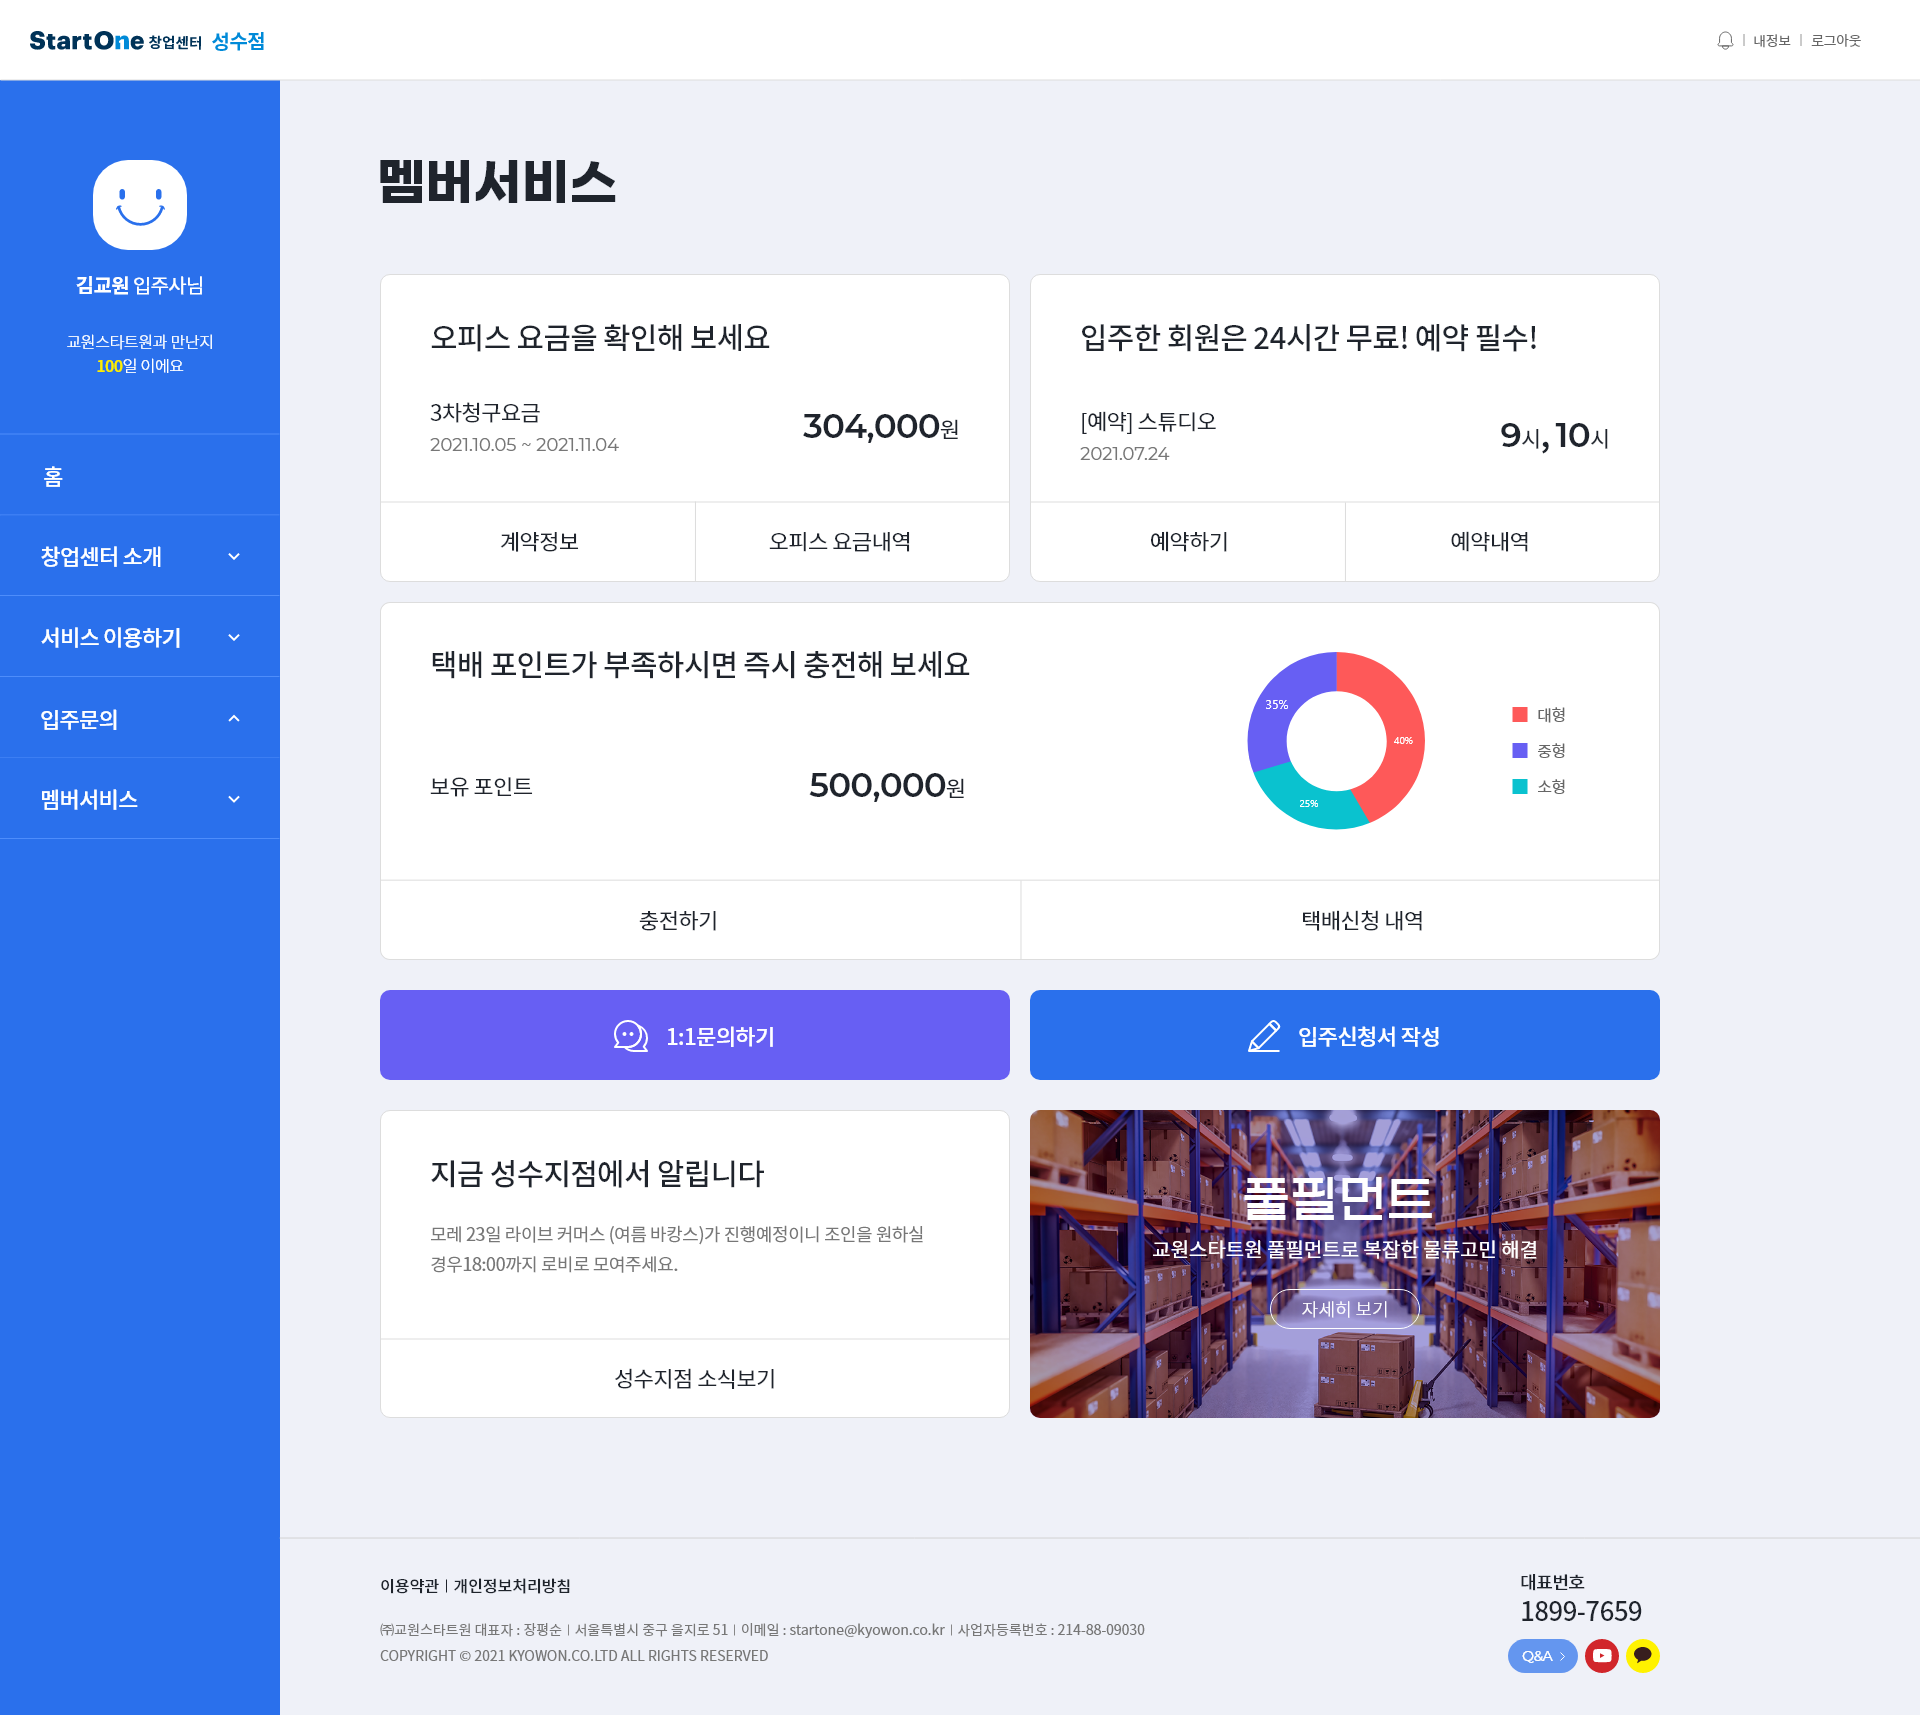 StartOne 창업센터 성수점
내정보 | 로그아웃
김교원 입주사님
교원스타트원과 만난지
100일 이에요
홈
창업센터 소개
서비스 이용하기
입주문의
멤버서비스
멤버서비스
오피스 요금을 확인해 보세요
3차청구요금
2021.10.05 ~ 2021.11.04
304,000원
계약정보
오피스 요금내역
입주한 회원은 24시간 무료! 예약 필수!
[예약] 스튜디오
2021.07.24
9시, 10시
예약하기
예약내역
택배 포인트가 부족하시면 즉시 충전해 보세요
보유 포인트
500,000원
35%
40%
25%
대형
중형
소형
충전하기
택배신청 내역
1:1문의하기
입주신청서 작성
지금 성수지점에서 알립니다
모레 23일 라이브 커머스 (여름 바캉스)가 진행예정이니 조인을 원하실
경우18:00까지 로비로 모여주세요.
성수지점 소식보기
풀필먼트
교원스타트원 풀필먼트로 복잡한 물류고민 해결
자세히 보기
이용약관 | 개인정보처리방침
㈜교원스타트원 대표자 : 장평순 | 서울특별시 중구 을지로 51 | 이메일 : startone@kyowon.co.kr | 사업자등록번호 : 214-88-09030
COPYRIGHT © 2021 KYOWON.CO.LTD ALL RIGHTS RESERVED
대표번호
1899-7659
Q&A